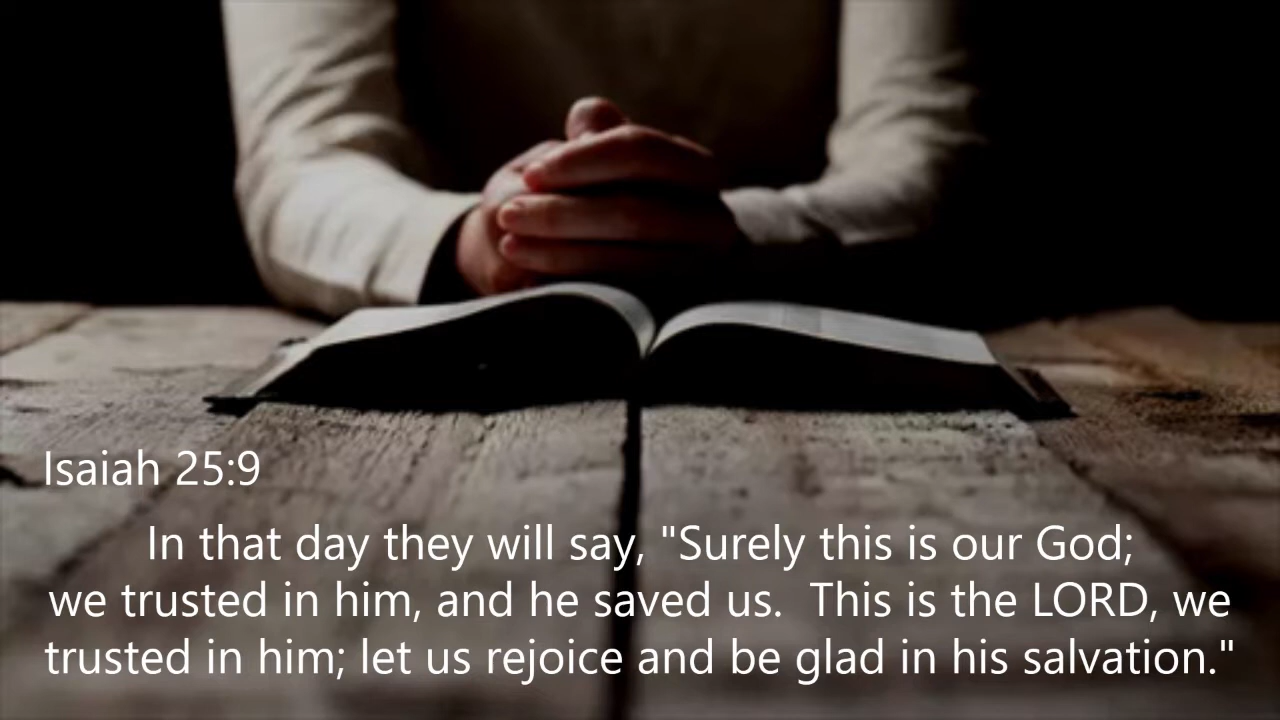 Isaiah 25:9
In that day they will say, "Surely this is our God;
we trusted in him, and he saved us.  This is the LORD, we
trusted in him; let us rejoice and be glad in his salvation."